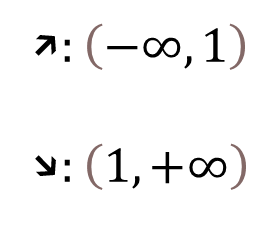 ↗: (−∞, 1)
↘: (1, +∞)